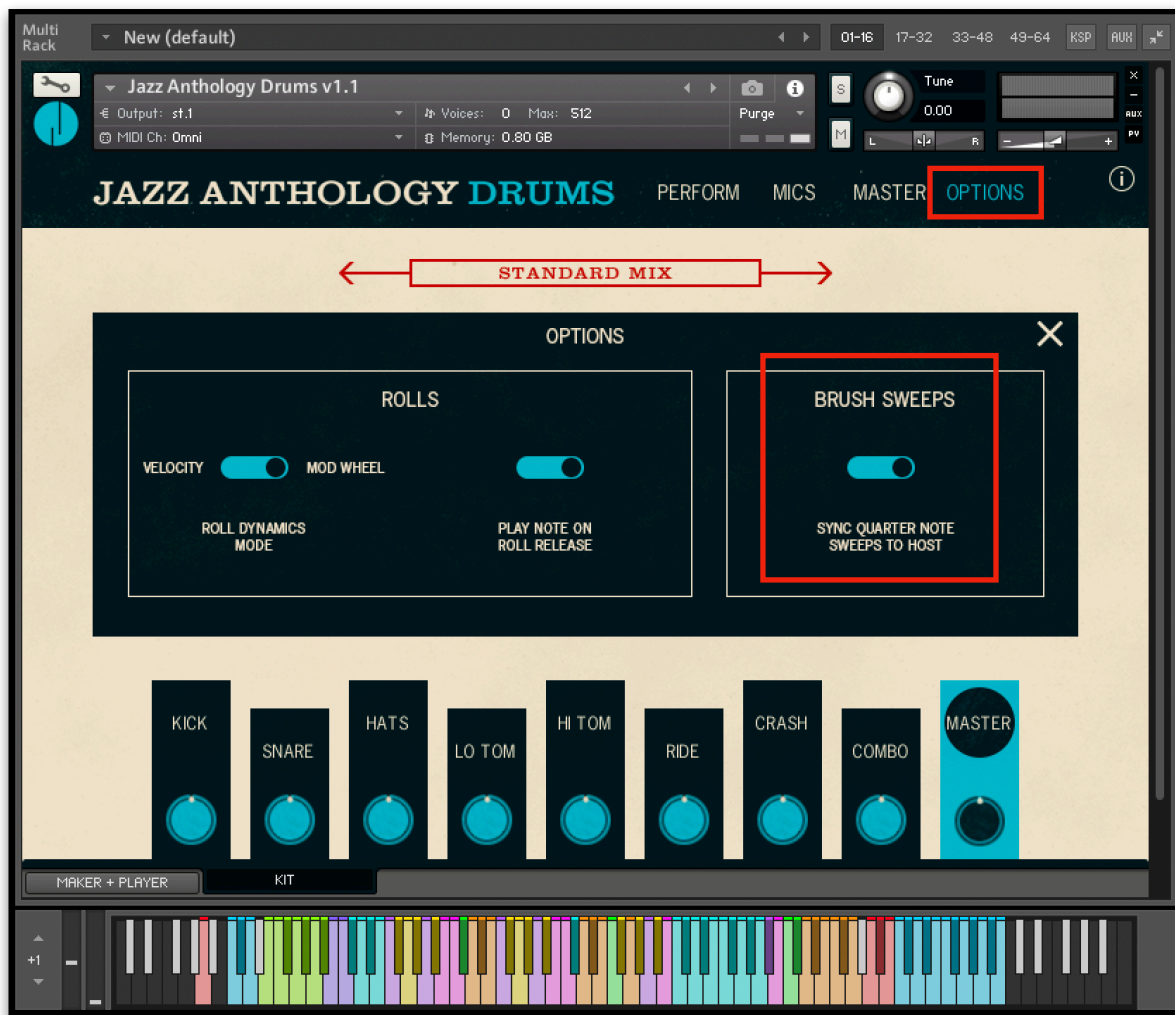 Multi
Rack
New (default)
01-16 17-32 33-48 49-64 KSP AUX
Jazz Anthology Drums v1.1
Output: st.1
Voices: 0 Max: 512
Purge
MIDI Ch: Omni
Memory: 0.80 GB
S
M
Tune
0.00
L R
- +
×
-
AUX
PV
JAZZ ANTHOLOGY DRUMS
PERFORM MICS MASTER OPTIONS
i
STANDARD MIX
OPTIONS
ROLLS
VELOCITY MOD WHEEL
ROLL DYNAMICS
MODE
PLAY NOTE ON
ROLL RELEASE
BRUSH SWEEPS
SYNC QUARTER NOTE
SWEEPS TO HOST
KICK
SNARE
HATS
LO TOM
HI TOM
RIDE
CRASH
COMBO
MASTER
MAKER + PLAYER
KIT
+1